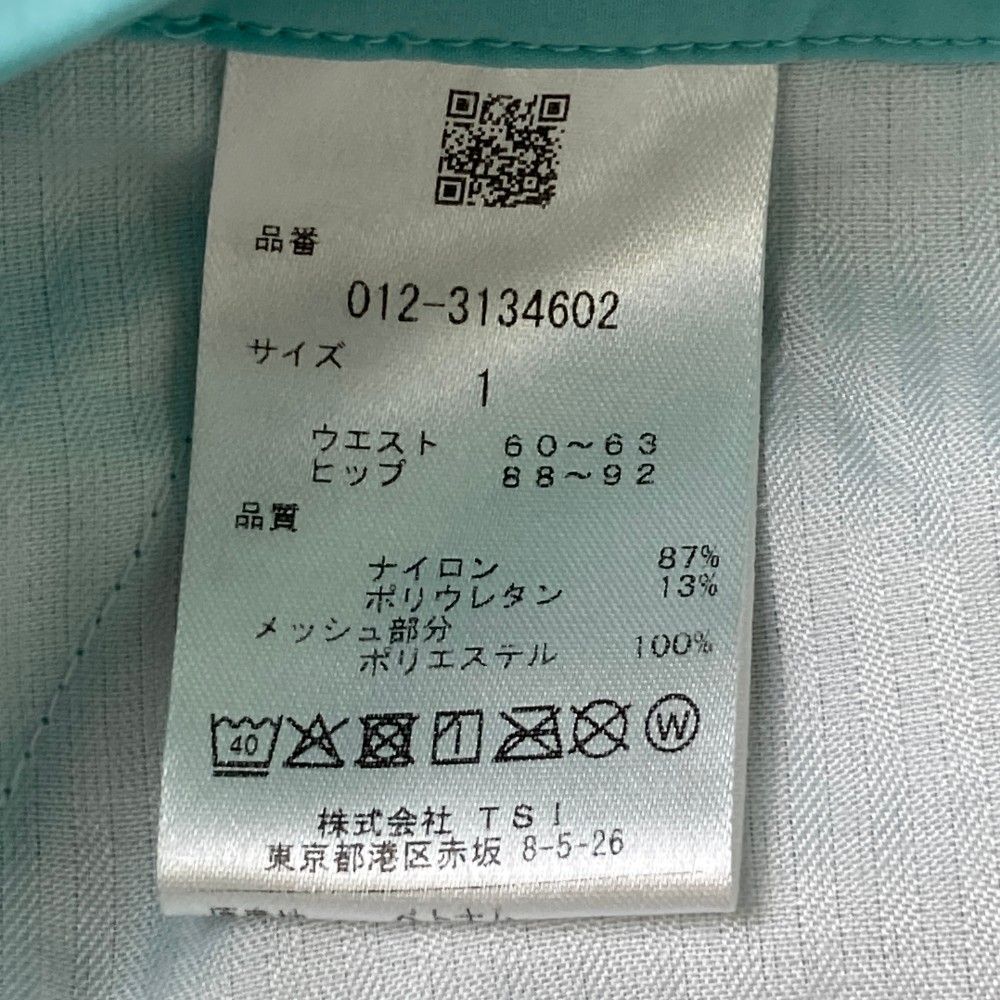 品番
012-3134602
サイズ
1
ウエスト 60～63
ヒップ 88～92
品質
ナイロン 87%
ポリウレタン 13%
メッシュ部分
ポリエステル 100%
40
W
株式会社 TSI
東京都港区赤坂 8-5-26